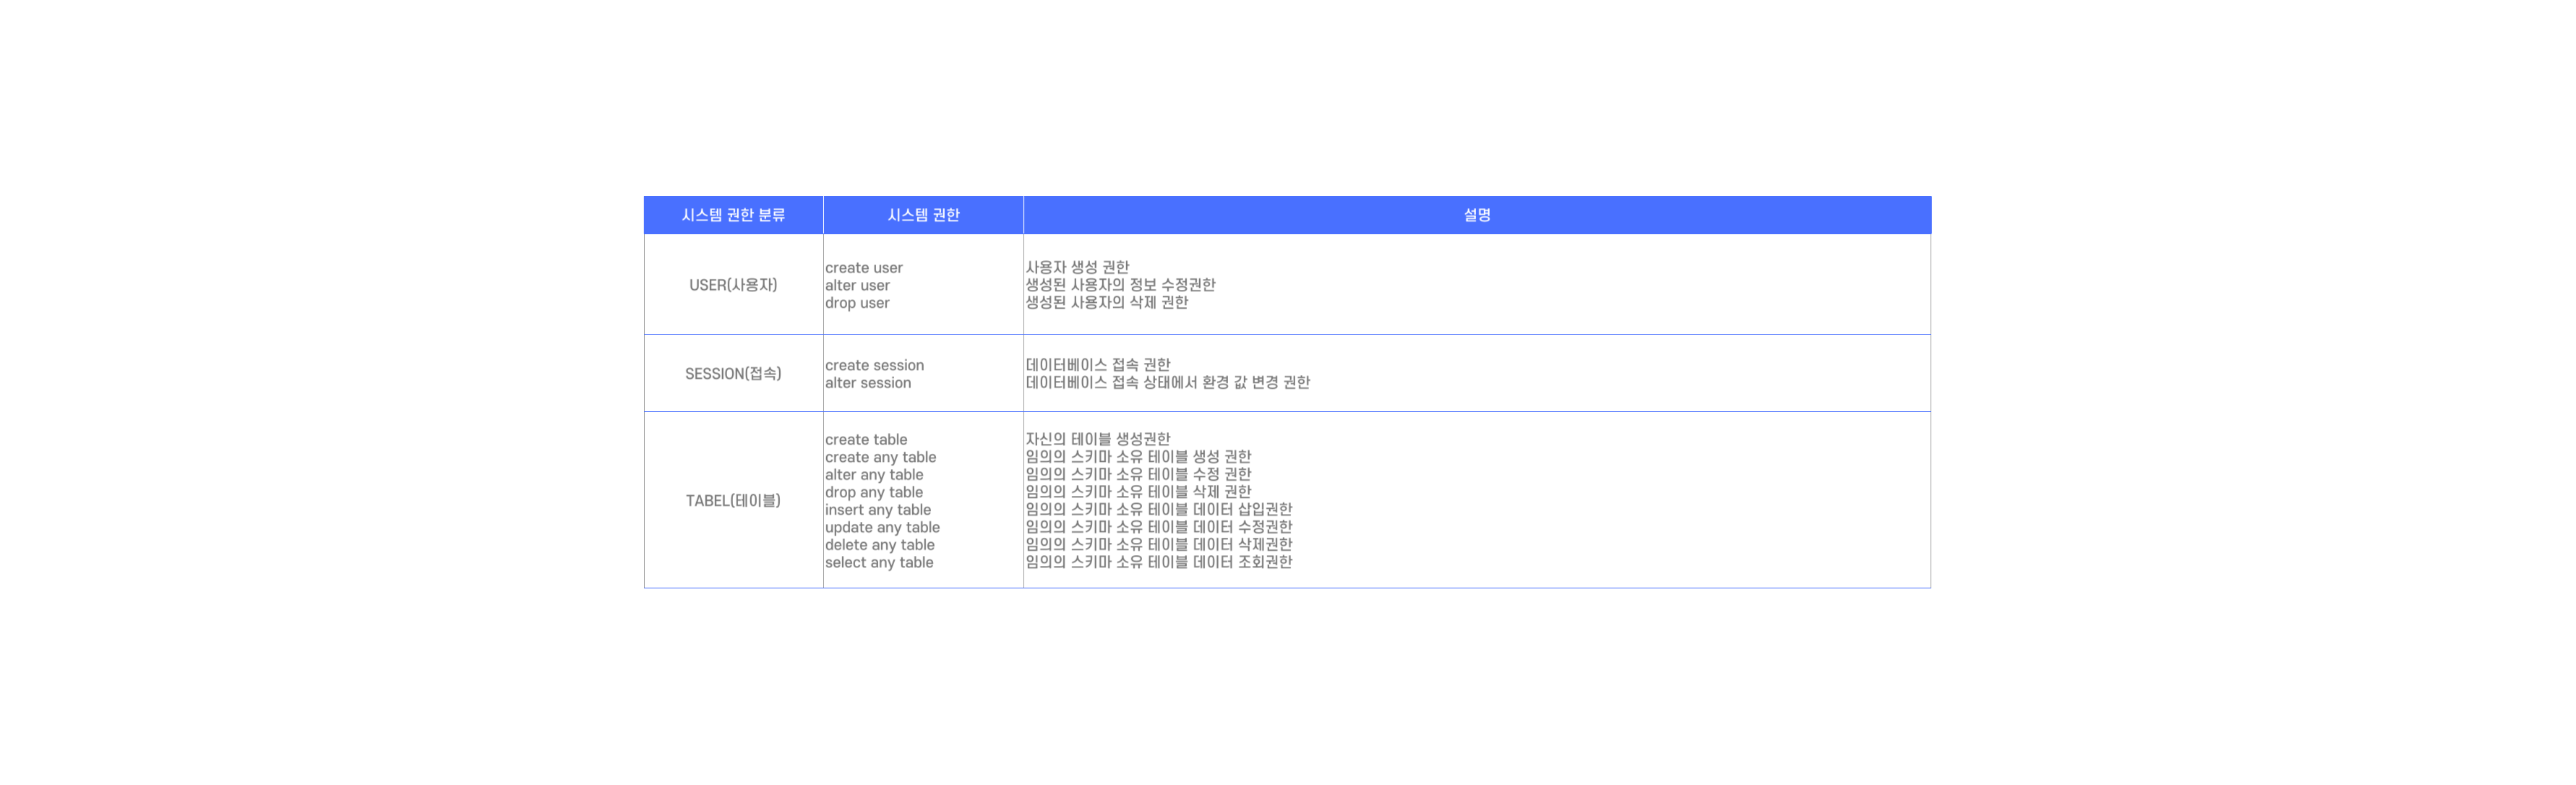 시스템 권한 분류 시스템 권한 설명
USER(사용자)
create user 사용자 생성 권한
alter user 생성된 사용자의 정보 수정권한
drop user 생성된 사용자의 삭제 권한
SESSION(접속)
create session 데이터베이스 접속 권한
alter session 데이터베이스 접속 상태에서 환경 값 변경 권한
TABEL(테이블)
create table 자신의 테이블 생성권한
create any table 임의의 스키마 소유 테이블 생성 권한
alter any table 임의의 스키마 소유 테이블 수정 권한
drop any table 임의의 스키마 소유 테이블 삭제 권한
insert any table 임의의 스키마 소유 테이블 데이터 삽입권한
update any table 임의의 스키마 소유 테이블 데이터 수정권한
delete any table 임의의 스키마 소유 테이블 데이터 삭제권한
select any table 임의의 스키마 소유 테이블 데이터 조회권한